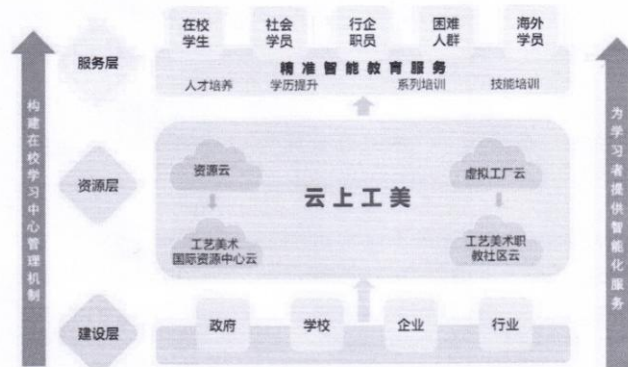 在校
学生
社会
学员
行企
职员
困难
人群
海外
学员
服务层
精准智能教育服务
人才培养
学历提升
系列培训
技能培训
构建在校学习中心管理机制
为学习者提供智能化服务
资源层
资源云
虚拟工厂云
云上工美
工艺美术
国际资源中心云
工艺美术职
教社区云
建设层
政府
学校
企业
行业